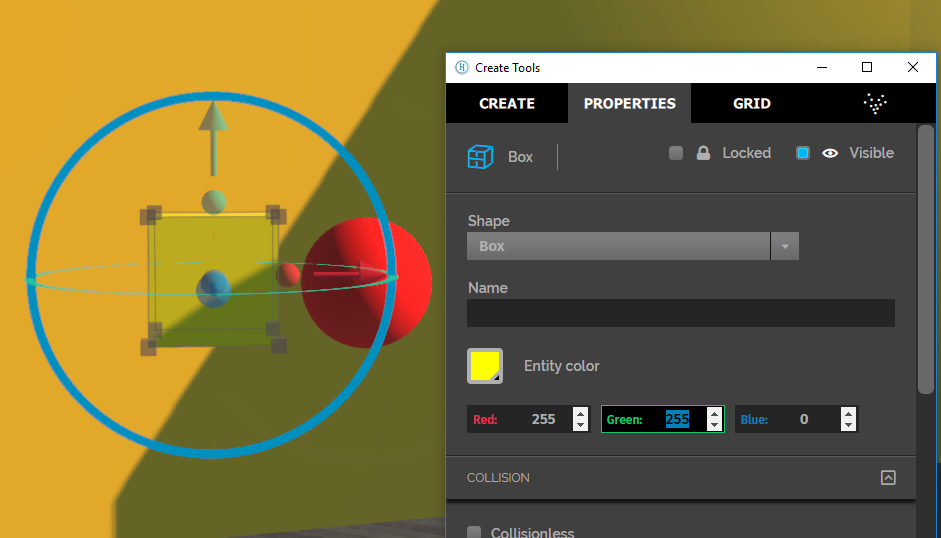 Create Tools
CREATE PROPERTIES GRID
Box Locked Visible
Shape
Box
Name
Entity color
Red: 255 Green: 255 Blue: 0
COLLISION
Collisionless